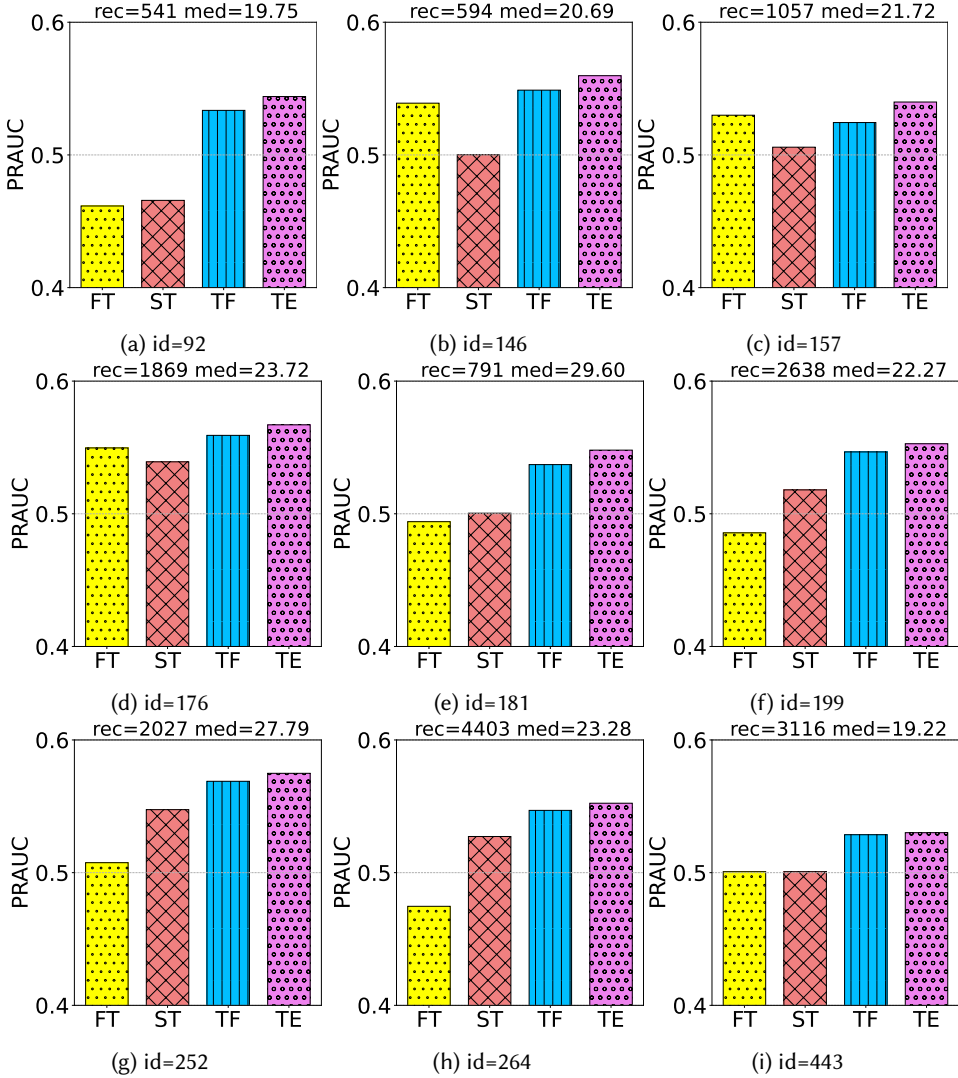 rec=541 med=19.75
rec=594 med=20.69
rec=1057 med=21.72
0.6
0.5
0.4
PRAUC
FT ST TF TE
0.6
0.5
0.4
PRAUC
FT ST TF TE
0.6
0.5
0.4
PRAUC
FT ST TF TE
(a) id=92
(b) id=146
(c) id=157
rec=1869 med=23.72
rec=791 med=29.60
rec=2638 med=22.27
0.6
0.5
0.4
PRAUC
FT ST TF TE
0.6
0.5
0.4
PRAUC
FT ST TF TE
0.6
0.5
0.4
PRAUC
FT ST TF TE
(d) id=176
(e) id=181
(f) id=199
rec=2027 med=27.79
rec=4403 med=23.28
rec=3116 med=19.22
0.6
0.5
0.4
PRAUC
FT ST TF TE
0.6
0.5
0.4
PRAUC
FT ST TF TE
0.6
0.5
0.4
PRAUC
FT ST TF TE
(g) id=252
(h) id=264
(i) id=443